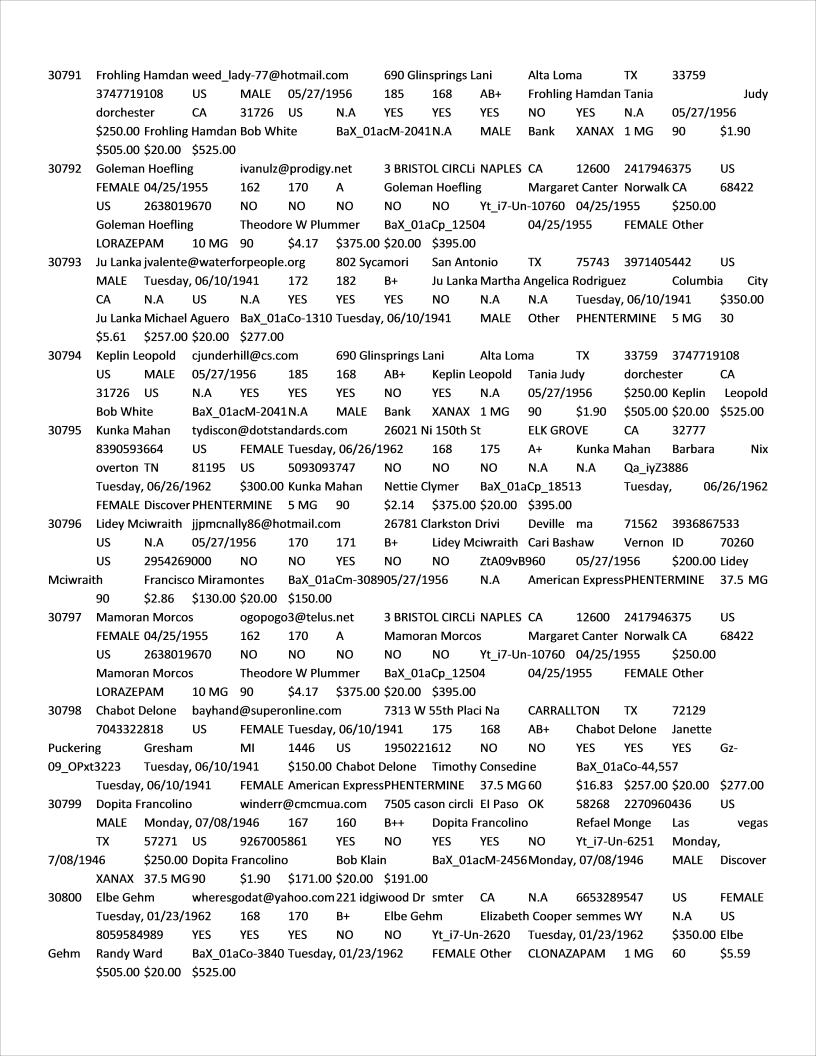 30791 Frohling Hamdan weed_lady-77@hotmail.com 690 Glinsprings Lani Alta Loma TX 33759
3747719108 US MALE 05/27/1956 185 168 AB+ Frohling Hamdan Tania Judy
dorchester CA 31726 US N.A YES YES YES NO YES N.A 05/27/1956
$250.00 Frohling Hamdan Bob White BaX_01acM-2041 N.A MALE Bank XANAX 1 MG 90 $1.90
$505.00 $20.00 $525.00
30792 Goleman Hoefling ivanulz@prodigy.net 3 BRISTOL CIRCLi NAPLES CA 12600 2417946375 US
FEMALE 04/25/1955 162 170 A Goleman Hoefling Margaret Canter Norwalk CA 68422
US 2638019670 NO NO NO NO NO Yt_i7-Un-10760 04/25/1955 $250.00
Goleman Hoefling Theodore W Plummer BaX_01aCp_12504 04/25/1955 FEMALE Other
LORAZEPAM 10 MG 90 $4.17 $375.00 $20.00 $395.00
30793 Ju Lanka jvalente@waterforpeople.org 802 Sycamori San Antonio TX 75743 3971405442 US
MALE Tuesday, 06/10/1941 172 182 B+ Ju Lanka Martha Angelica Rodriguez Columbia City
CA N.A US N.A YES YES YES NO N.A N.A Tuesday, 06/10/1941 $350.00
Ju Lanka Michael Aguero BaX_01aCo-1310 Tuesday, 06/10/1941 MALE Other PHENTERMINE 5 MG 30
$5.61 $257.00 $20.00 $277.00
30794 Keplin Leopold cjunderhill@cs.com 690 Glinsprings Lani Alta Loma TX 33759 3747719108
US MALE 05/27/1956 185 168 AB+ Keplin Leopold Tania Judy dorchester CA
31726 US N.A YES YES YES NO YES N.A 05/27/1956 $250.00 Keplin Leopold
Bob White BaX_01acM-2041 N.A MALE Bank XANAX 1 MG 90 $1.90 $505.00 $20.00 $525.00
30795 Kunka Mahan tydiscon@dotstandards.com 26021 Ni 150th St ELK GROVE CA 32777
8390593664 US FEMALE Tuesday, 06/26/1962 168 175 A+ Kunka Mahan Barbara Nix
overton TN 81195 US 5093093747 NO NO NO N.A N.A Qa_iyZ3886
Tuesday, 06/26/1962 $300.00 Kunka Mahan Nettie Clymer BaX_01aCp_18513 Tuesday, 06/26/1962
FEMALE Discover PHENTERMINE 5 MG 90 $2.14 $375.00 $20.00 $395.00
30796 Lidey Mciwraith jjpmcnally86@hotmail.com 26781 Clarkston Drivi Deville ma 71562 3936867533
US N.A 05/27/1956 170 171 B+ Lidey Mciwraith Cari Bashaw Vernon ID 70260
US 2954269000 NO NO YES NO NO ZtA09vB960 05/27/1956 $200.00 Lidey
Mciwraith Francisco Miramontes BaX_01aCm-3089 05/27/1956 N.A American Express PHENTERMINE 37.5 MG
90 $2.86 $130.00 $20.00 $150.00
30797 Mamoran Morcos ogopogo3@telus.net 3 BRISTOL CIRCLi NAPLES CA 12600 2417946375 US
FEMALE 04/25/1955 162 170 A Mamoran Morcos Margaret Canter Norwalk CA 68422
US 2638019670 NO NO NO NO NO Yt_i7-Un-10760 04/25/1955 $250.00
Mamoran Morcos Theodore W Plummer BaX_01aCp_12504 04/25/1955 FEMALE Other
LORAZEPAM 10 MG 90 $4.17 $375.00 $20.00 $395.00
30798 Chabot Delone bayhand@superonline.com 7313 W 55th Placi Na CARRALLTON TX 72129
7043322818 US FEMALE Tuesday, 06/10/1941 175 168 AB+ Chabot Delone Janette
Puckering Gresham MI 1446 US 1950221612 NO NO YES YES YES Gz-
09_OPxt3223 Tuesday, 06/10/1941 $150.00 Chabot Delone Timothy Consedine BaX_01aCo-44,557
Tuesday, 06/10/1941 FEMALE American Express PHENTERMINE 37.5 MG 60 $16.83 $257.00 $20.00 $277.00
30799 Dopita Francolino winderr@cmcmua.com 7505 cason circli El Paso OK 58268 2270960436 US
MALE Monday, 07/08/1946 167 160 B++ Dopita Francolino Refael Monge Las vegas
TX 57271 US 9267005861 YES NO YES YES NO Yt_i7-Un-6251 Monday,
7/08/1946 $250.00 Dopita Francolino Bob Klain BaX_01acM-2456 Monday, 07/08/1946 MALE Discover
XANAX 37.5 MG 90 $1.90 $171.00 $20.00 $191.00
30800 Elbe Gehm wheresgodat@yahoo.com 221 idgiwood Dr smter CA N.A 6653289547 US FEMALE
Tuesday, 01/23/1962 168 170 B+ Elbe Gehm Elizabeth Cooper semmes WY N.A US
8059584989 YES YES YES NO NO Yt_i7-Un-2620 Tuesday, 01/23/1962 $350.00 Elbe
Gehm Randy Ward BaX_01aCo-3840 Tuesday, 01/23/1962 FEMALE Other CLONAZAPAM 1 MG 60 $5.59
$505.00 $20.00 $525.00